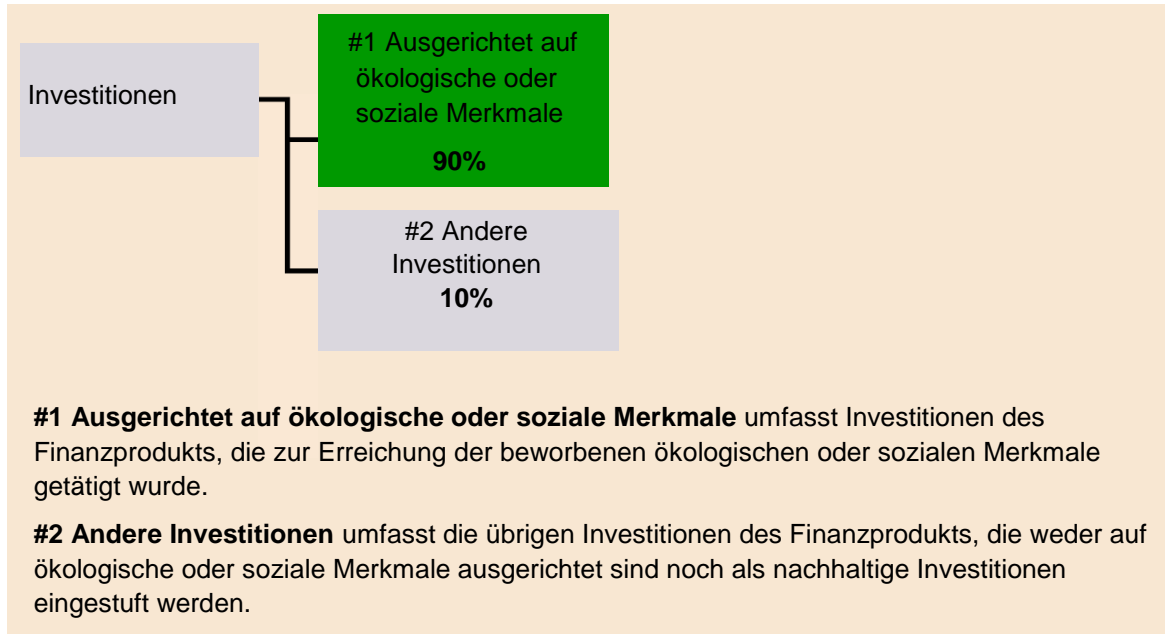 #1 Ausgerichtet auf
ökologische oder
soziale Merkmale
90%
Investitionen
#2 Andere
Investitionen
10%
#1 Ausgerichtet auf ökologische oder soziale Merkmale umfasst Investitionen des
Finanzprodukts, die zur Erreichung der beworbenen ökologischen oder sozialen Merkmale
getätigt wurde.
#2 Andere Investitionen umfasst die übrigen Investitionen des Finanzprodukts, die weder auf
ökologische oder soziale Merkmale ausgerichtet sind noch als nachhaltige Investitionen
eingestuft werden.